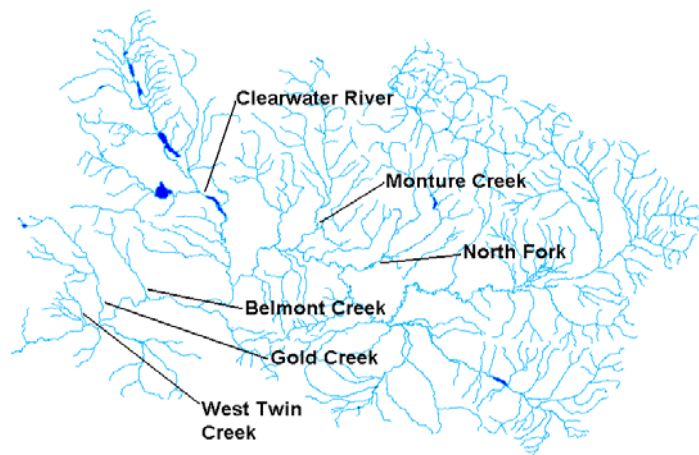 Clearwater River
Monture Creek
North Fork
Belmont Creek
Gold Creek
West Twin
Creek